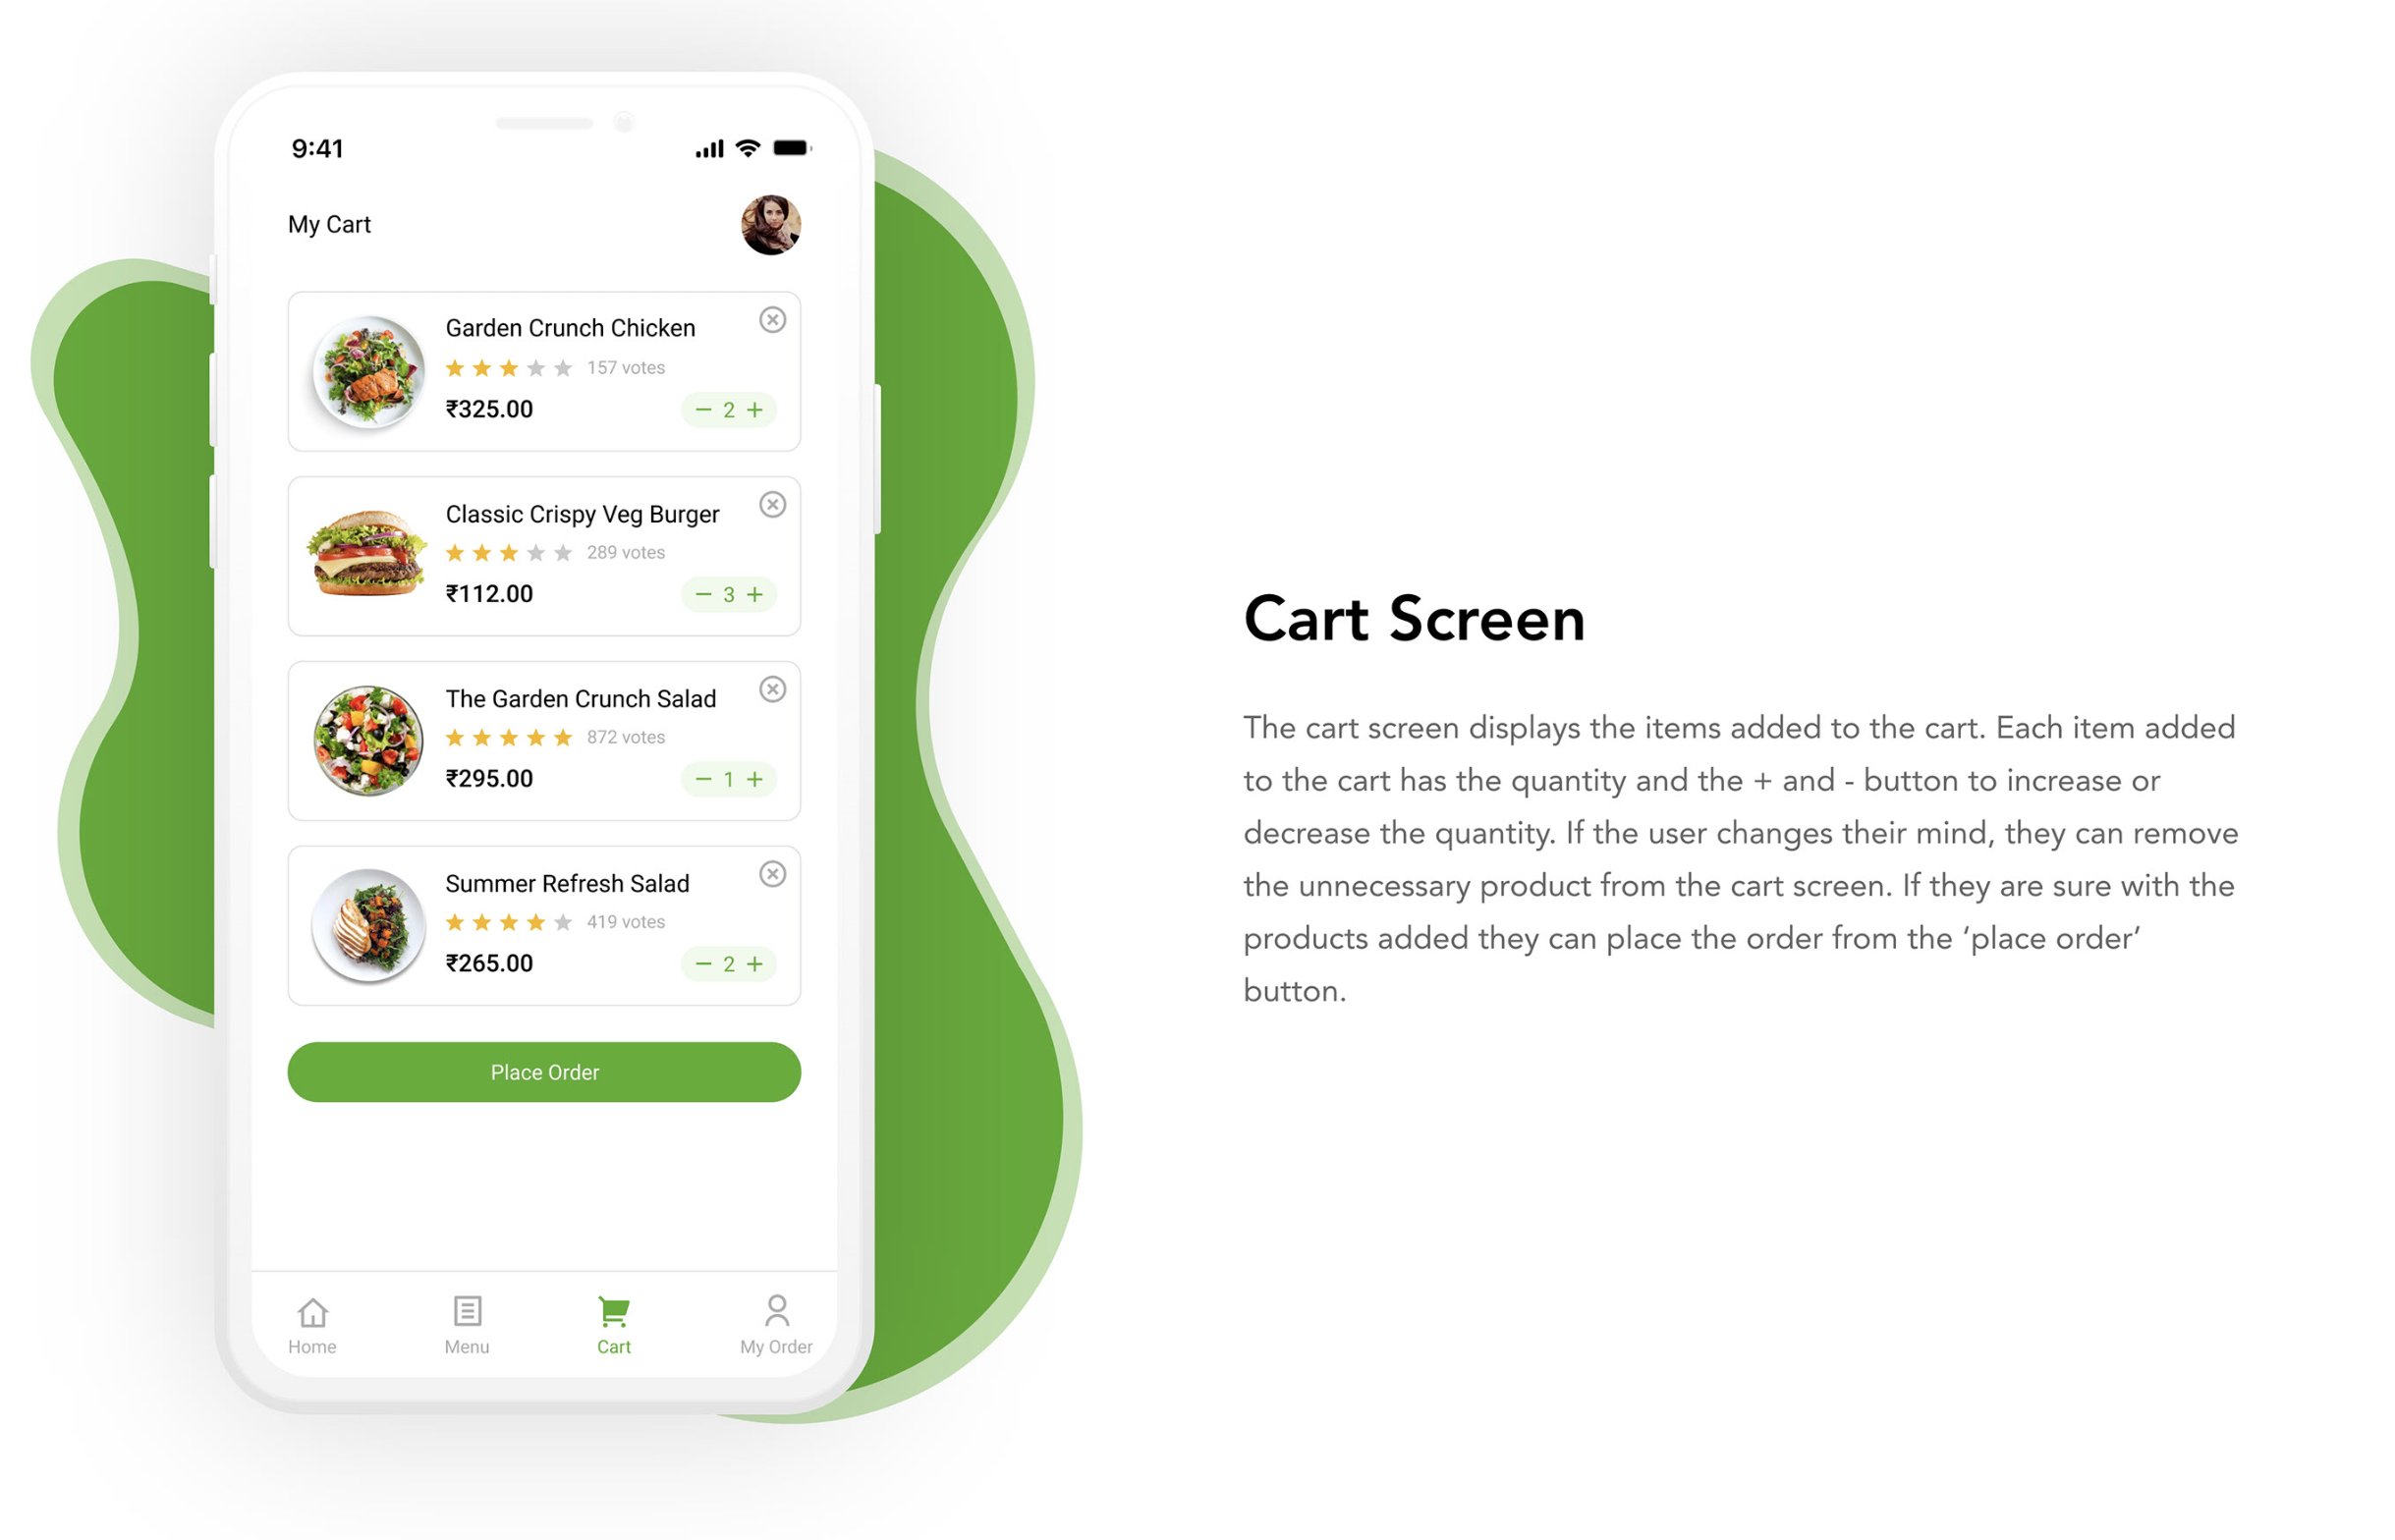 9:41
My Cart
Garden Crunch Chicken
157 votes
₹325.00
− 2 +
Classic Crispy Veg Burger
289 votes
₹112.00
− 3 +
The Garden Crunch Salad
872 votes
₹295.00
− 1 +
Summer Refresh Salad
419 votes
₹265.00
− 2 +
Place Order
Home
Menu
Cart
My Order
Cart Screen
The cart screen displays the items added to the cart. Each item added
to the cart has the quantity and the + and - button to increase or
decrease the quantity. If the user changes their mind, they can remove
the unnecessary product from the cart screen. If they are sure with the
products added they can place the order from the ‘place order’
button.